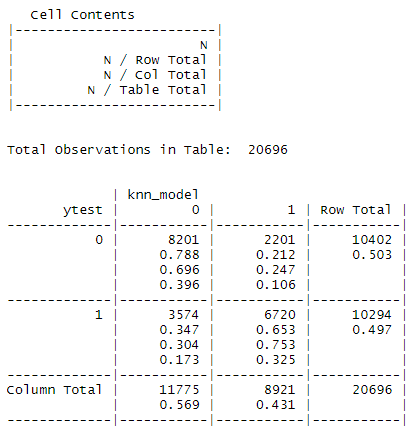 Cell Contents
|-------------------------|
|                       N |
|           N / Row Total |
|           N / Col Total |
|         N / Table Total |
|-------------------------|
Total Observations in Table:  20696
             | knn_model
       ytest |         0 |         1 | Row Total |
-------------|-----------|-----------|-----------|
           0 |      8201 |      2201 |     10402 |
             |     0.788 |     0.212 |     0.503 |
             |     0.696 |     0.247 |           |
             |     0.396 |     0.106 |           |
-------------|-----------|-----------|-----------|
           1 |      3574 |      6720 |     10294 |
             |     0.347 |     0.653 |     0.497 |
             |     0.304 |     0.753 |           |
             |     0.173 |     0.325 |           |
-------------|-----------|-----------|-----------|
Column Total |     11775 |      8921 |     20696 |
             |     0.569 |     0.431 |           |
-------------|-----------|-----------|-----------|